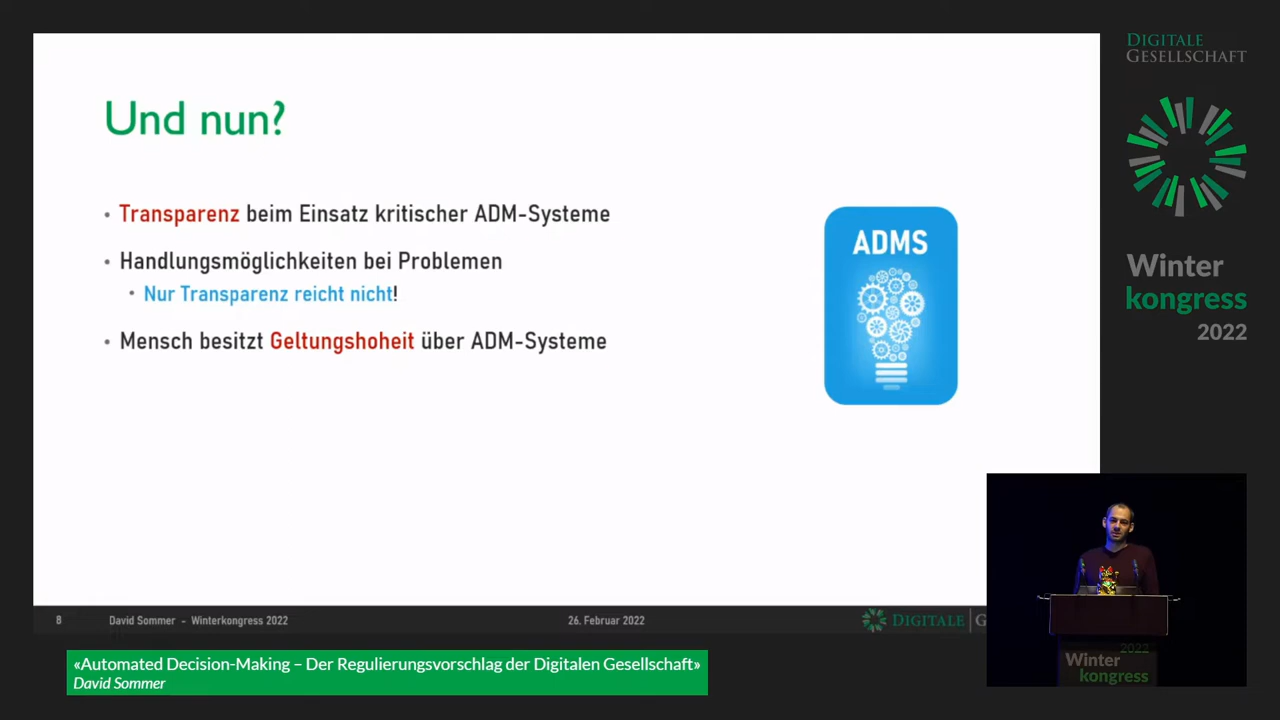 Und nun?
• Transparenz beim Einsatz kritischer ADM-Systeme
• Handlungsmöglichkeiten bei Problemen
• Nur Transparenz reicht nicht!
• Mensch besitzt Geltungshoheit über ADM-Systeme
ADMS
8 David Sommer – Winterkongress 2022 26. Februar 2022 DIGITALE | G
«Automated Decision-Making – Der Regulierungsvorschlag der Digitalen Gesellschaft»
David Sommer
DIGITALE
GESELLSCHAFT
Winter
kongress
2022
2022
Winter
kongress